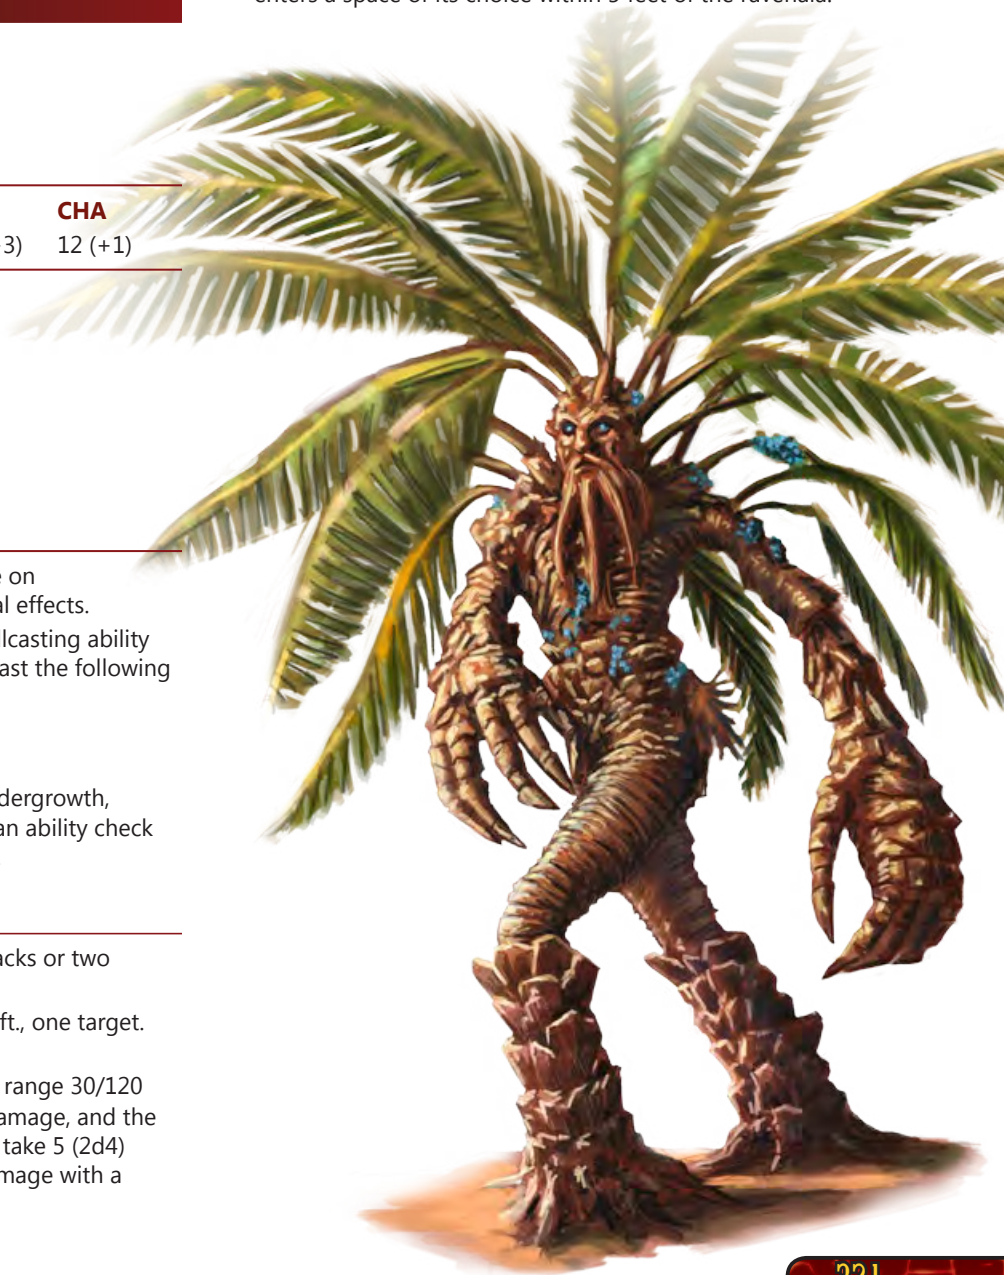 enters a space of its choice within 5 feet of the ravenala.
CHA
12 (+1)
e on
al effects.
lcasting ability
ast the following
dergrowth,
an ability check
acks or two
ft., one target.
range 30/120
amage, and the
take 5 (2d4)
mage with a